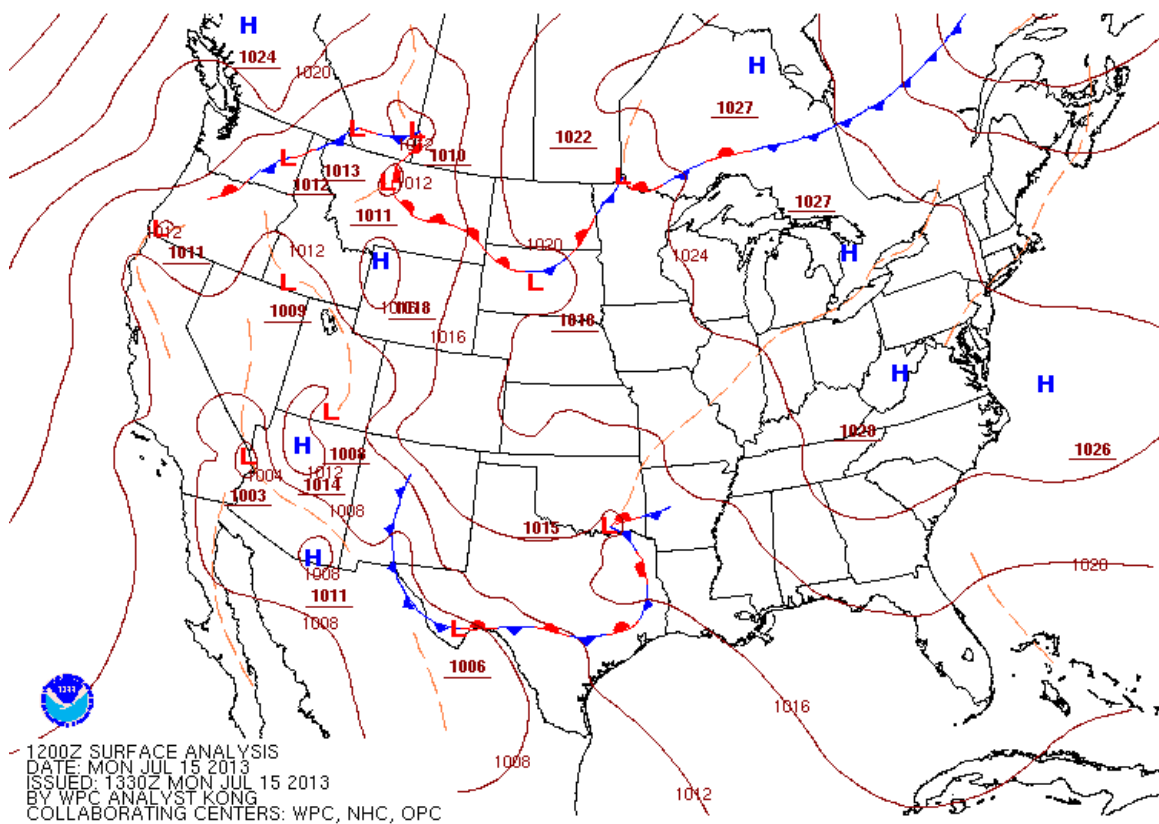 H
1024
1020
H
1027
L
L
1012
1010
1022
L
1013
1012
L
L
1012
1011
L
1027
L
1012
1011
1012
1020
H
1024
H
L
1009
1018
1016
L
1016
H
H
1028
1026
L
H
1008
1012
1014
L
1004
1003
1008
1015
L
H
1008
1011
1008
L
1006
1020
1016
1008
1012
1200Z SURFACE ANALYSIS
DATE: MON JUL 15 2013
ISSUED: 1330Z MON JUL 15 2013
BY WPC ANALYST KONG
COLLABORATING CENTERS: WPC, NHC, OPC